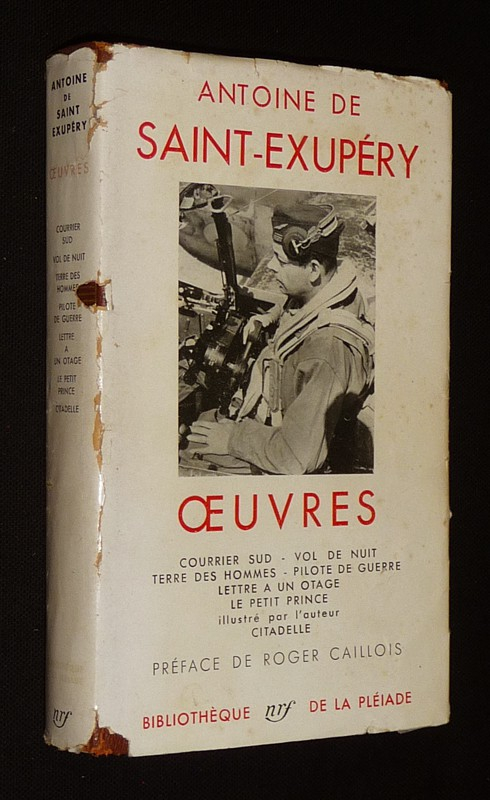 ANTOINE
DE
SAINT
EXUPÉRY
ŒUVRES
COURRIER
SUD
VOL DE NUIT
TERRE DES
HOMMES
PILOTE
DE GUERRE
LETTRE
A
UN OTAGE
LE PETIT
PRINCE
CITADELLE
nrf
ANTOINE DE
SAINT-EXUPÉRY
ŒUVRES
COURRIER SUD - VOL DE NUIT
TERRE DES HOMMES - PILOTE DE GUERRE
LETTRE A UN OTAGE
LE PETIT PRINCE
illustré par l'auteur
CITADELLE
PRÉFACE DE ROGER CAILLOIS
BIBLIOTHÈQUE nrf DE LA PLÉIADE